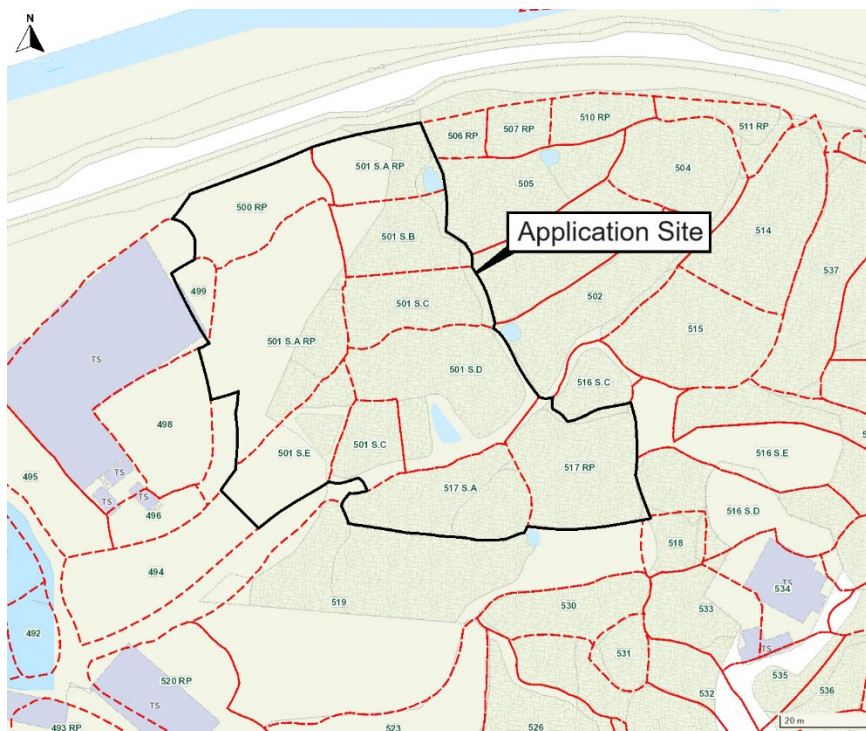 N
506 RP
507 RP
510 RP
511 RP
501 S.A RP
505
504
500 RP
501 S.B
Application Site
514
537
499
501 S.C
502
TS
501 S.A RP
515
501 S.D
516 S.C
498
501 S.E
501 S.C
516 S.E
495
517 RP
TS
TS
TS
517 S.A
516 S.D
496
518
494
TS
534
519
530
533
492
531
TS
520 RP
532
535
536
TS
493 RP
523
526
20 m